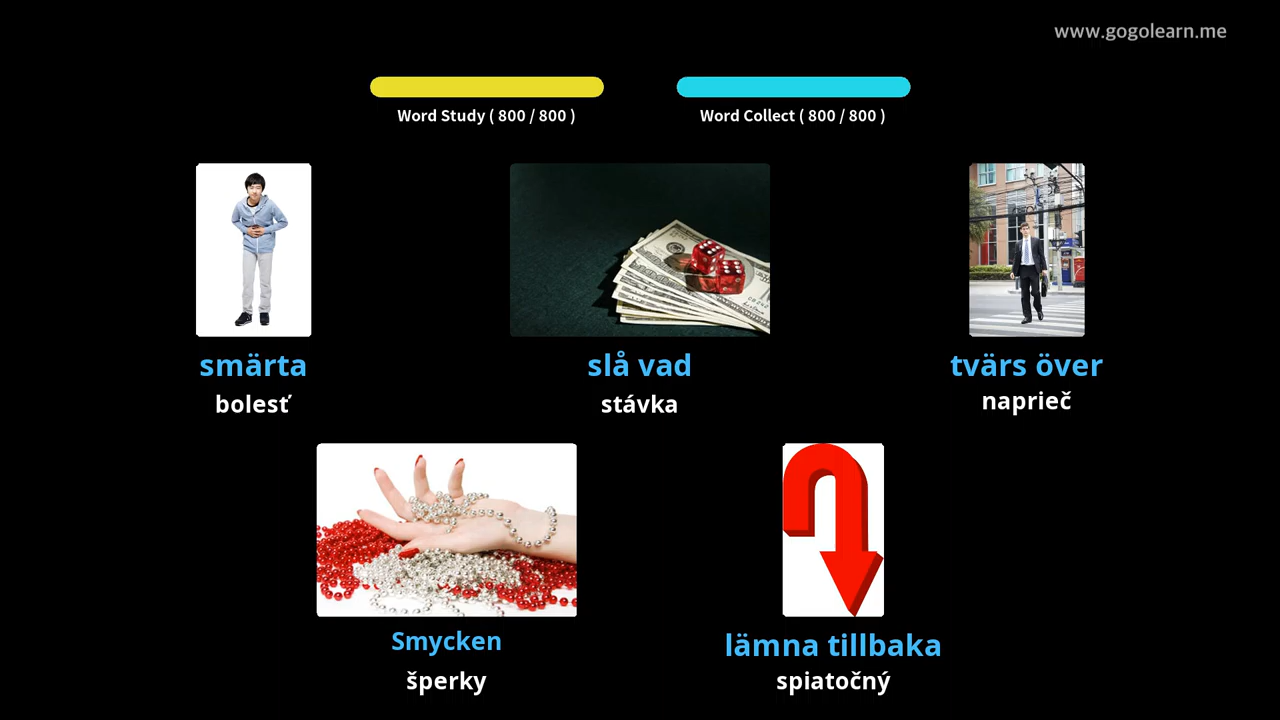 www.gogolearn.me
Word Study ( 800 / 800 )
Word Collect ( 800 / 800 )
smärta
bolesť
slå vad
stávka
tvärs över
naprieč
Smycken
šperky
lämna tillbaka
spiatočný